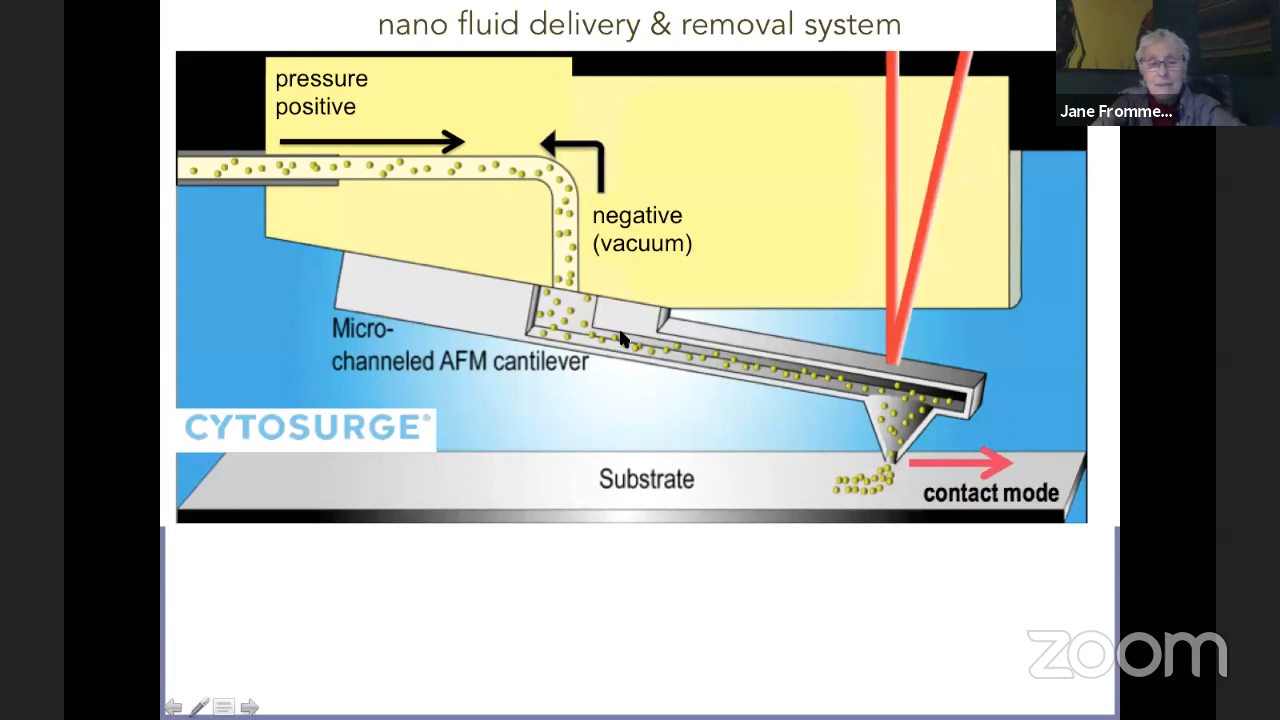 nano fluid delivery & removal system
Jane Fromme...
pressure
positive
negative
(vacuum)
Micro-
channeled AFM cantilever
CYTOSURGE®
Substrate
contact mode
zoom